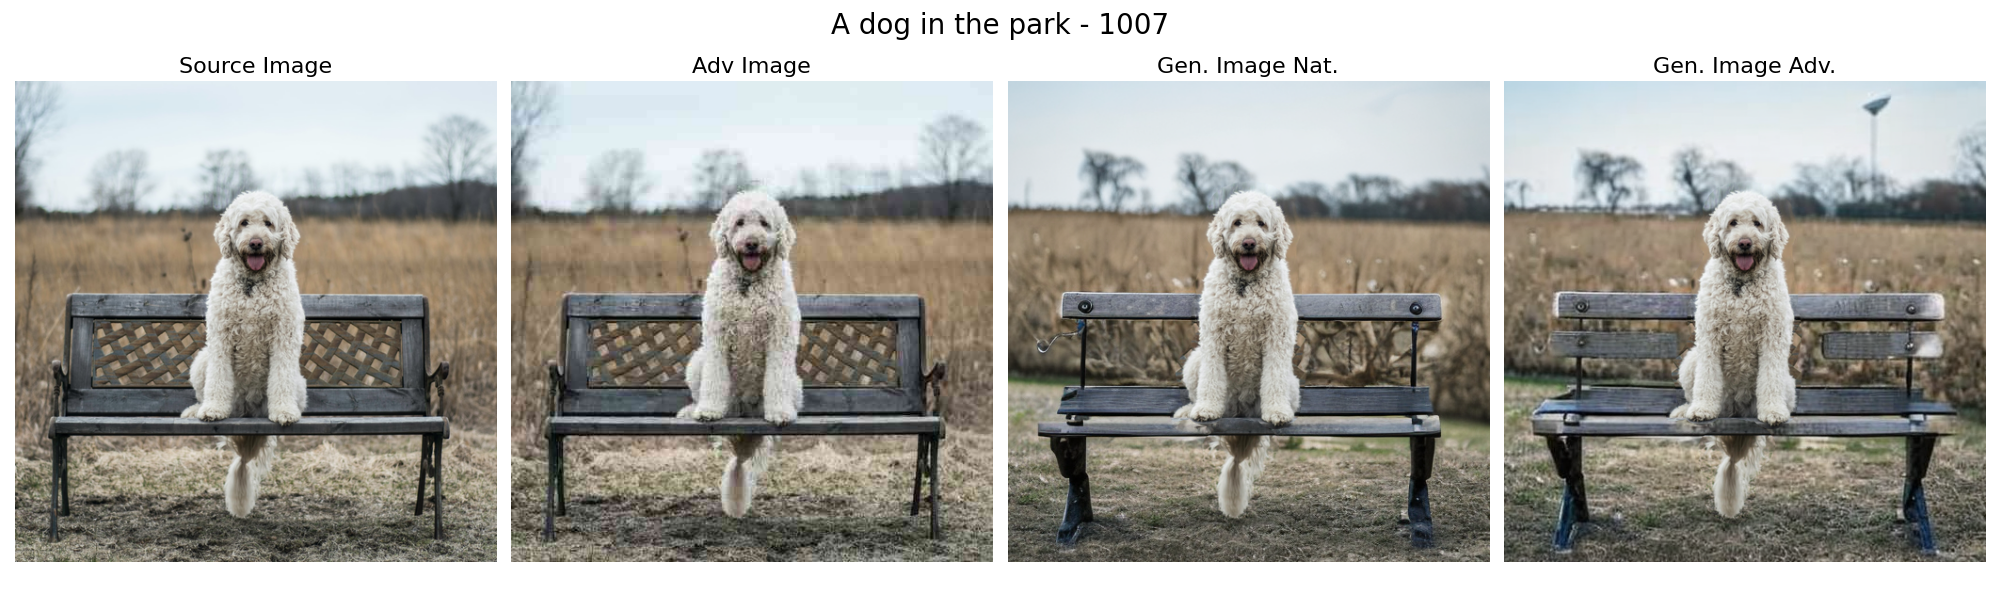 A dog in the park - 1007
Source Image
Adv Image
Gen. Image Nat.
Gen. Image Adv.